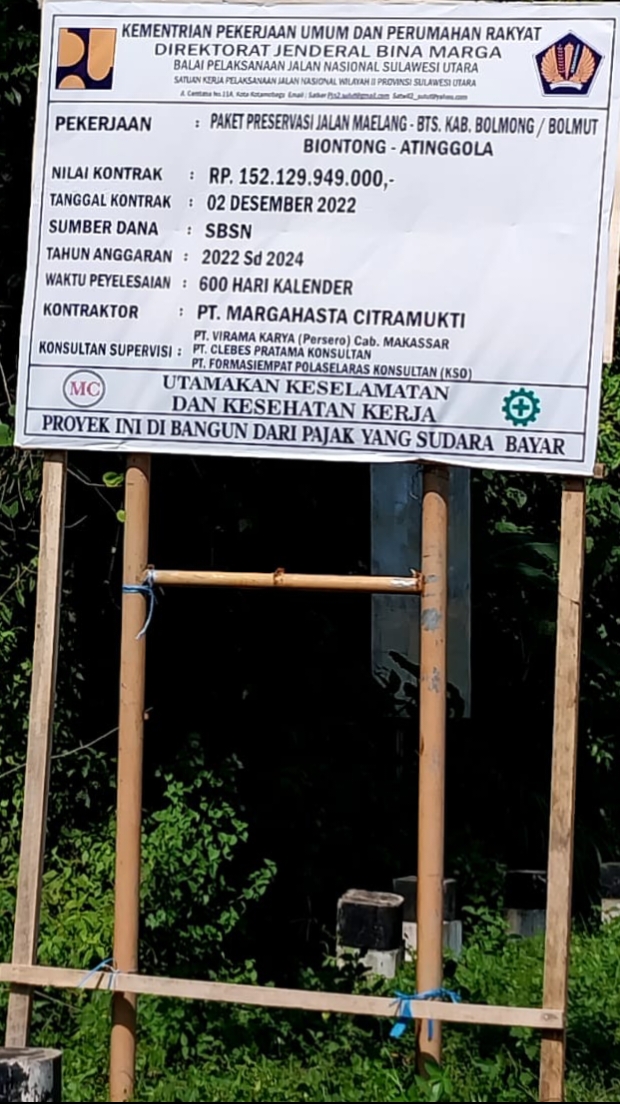 KEMENTRIAN PEKERJAAN UMUM DAN PERUMAHAN RAKYAT
DIREKTORAT JENDERAL BINA MARGA
BALAI PELAKSANAAN JALAN NASIONAL SULAWESI UTARA
SATUAN KERJA PELAKSANAAN JALAN NASIONAL WILAYAH II PROVINSI SULAWESI UTARA
Kota Kotamobagu Email :
PEKERJAAN : PAKET PRESERVASI JALAN MAELANG - BTS. KAB. BOLMONG / BOLMUT
BIONTONG - ATINGGOLA
NILAI KONTRAK : RP. 152.129.949.000,-
TANGGAL KONTRAK : 02 DESEMBER 2022
SUMBER DANA : SBSN
TAHUN ANGGARAN : 2022 Sd 2024
WAKTU PEYELESAIAN : 600 HARI KALENDER
KONTRAKTOR : PT. MARGAHASTA CITRAMUKTI
KONSULTAN SUPERVISI : PT. VIRAMA KARYA (Persero) Cab. MAKASSAR
PT. CLEBES PRATAMA KONSULTAN
PT. FORMASIEMPAT POLASELARAS KONSULTAN (KSO)
MC
UTAMAKAN KESELAMATAN
DAN KESEHATAN KERJA
PROYEK INI DI BANGUN DARI PAJAK YANG SUDARA BAYAR